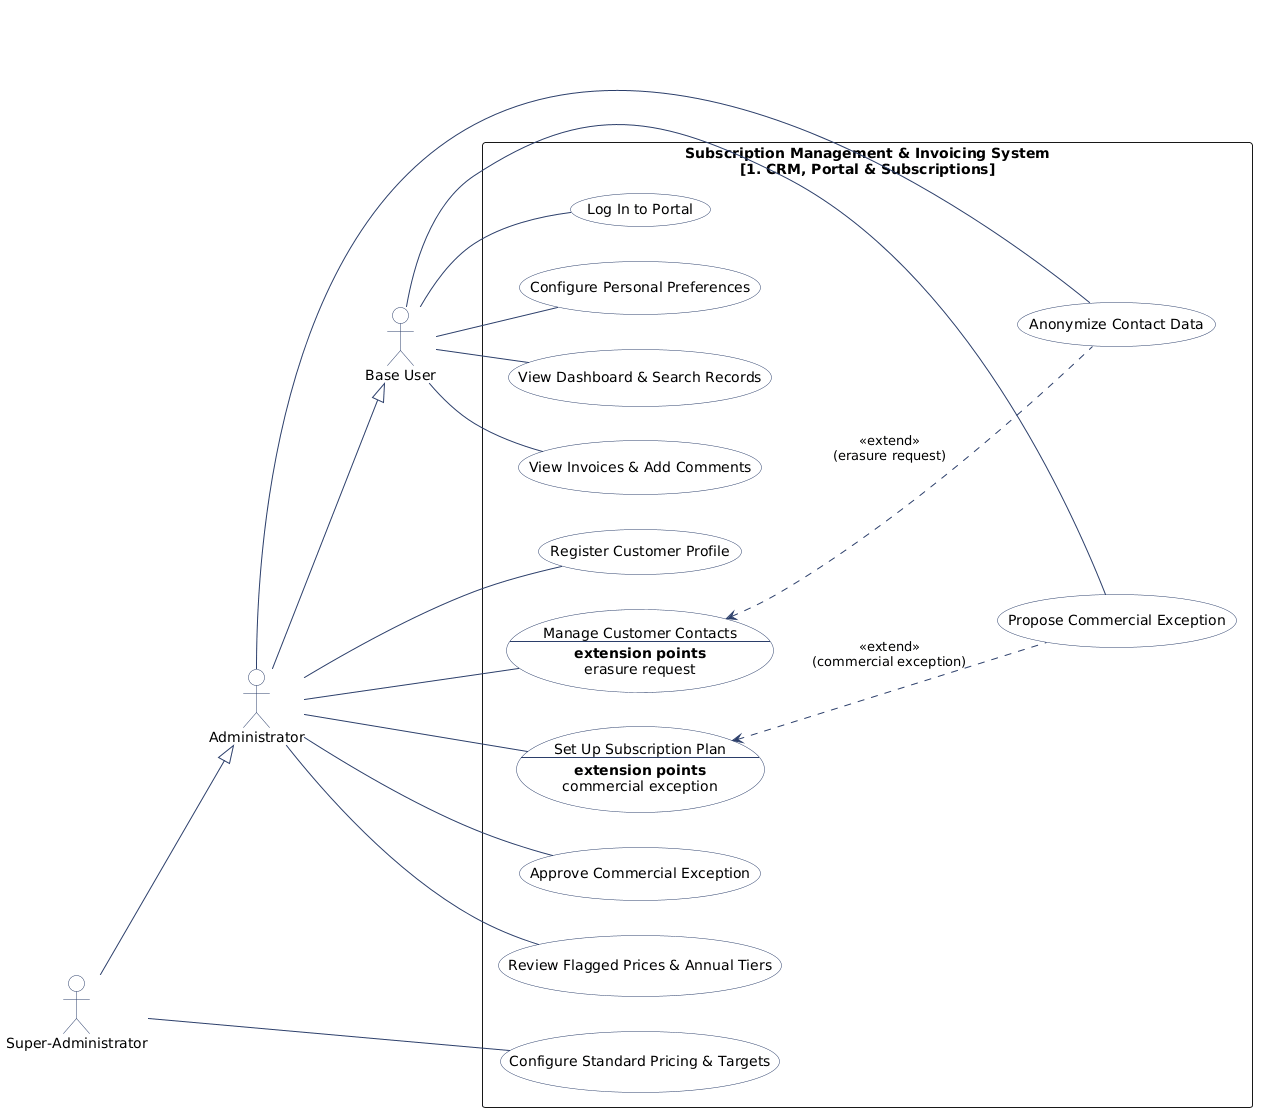 Subscription Management & Invoicing System
[1. CRM, Portal & Subscriptions]
Log In to Portal
Configure Personal Preferences
Anonymize Contact Data
Base User
View Dashboard & Search Records
«extend»
(erasure request)
View Invoices & Add Comments
Register Customer Profile
Propose Commercial Exception
Manage Customer Contacts
extension points
erasure request
«extend»
(commercial exception)
Administrator
Set Up Subscription Plan
extension points
commercial exception
Approve Commercial Exception
Review Flagged Prices & Annual Tiers
Super-Administrator
Configure Standard Pricing & Targets